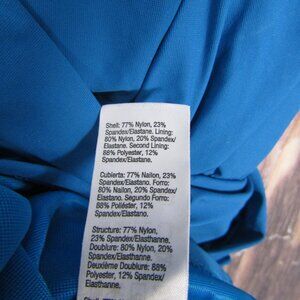 Shell: 77% Nylon, 23%
Spandex/Elastane. Lining:
80% Nylon, 20% Spandex/
Elastane. Second Lining:
88% Polyester, 12%
Spandex/Elastane.
Cubierta: 77% Nailon, 23%
Spandex/Elastano. Forro:
80% Nailon, 20% Spandex/
Elastano. Segundo Forro:
88% Poliéster, 12%
Spandex/Elastano.
Structure: 77% Nylon,
23% Spandex/Elasthanne.
Doublure: 80% Nylon, 20%
Spandex/Elasthanne.
Deuxième Doublure: 88%
Polyester, 12% Spandex/
Elasthanne.